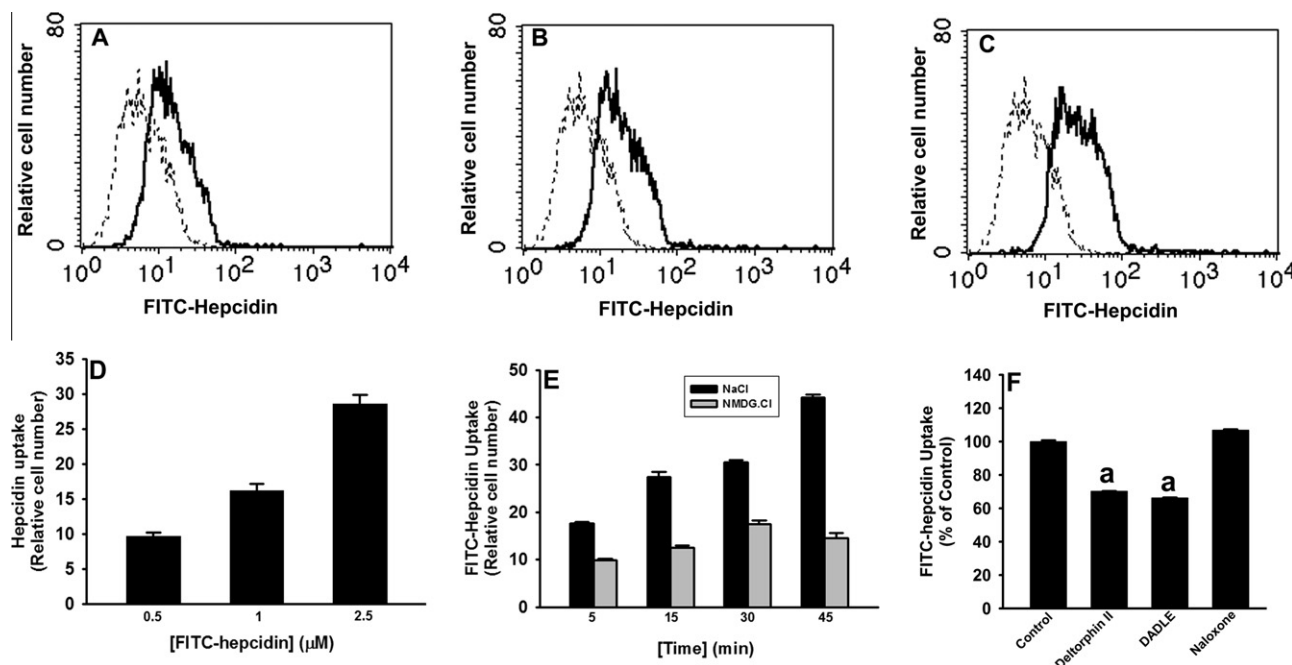 A
80
0
Relative cell number
10^0 10^1 10^2 10^3 10^4
FITC-Hepcidin
B
80
0
Relative cell number
10^0 10^1 10^2 10^3 10^4
FITC-Hepcidin
C
80
0
Relative cell number
10^0 10^1 10^2 10^3 10^4
FITC-Hepcidin
D
Hepcidin uptake
(Relative cell number)
35
30
25
20
15
10
5
0
0.5 1 2.5
[FITC-hepcidin] (μM)
E
FITC-Hepcidin Uptake
(Relative cell number)
50
40
30
20
10
0
NaCl
NMDG.Cl
5 15 30 45
[Time] (min)
F
FITC-hepcidin Uptake
(% of Control)
140
120
100
80
60
40
20
0
a a
Control Deltorphin II DADLE Naloxone